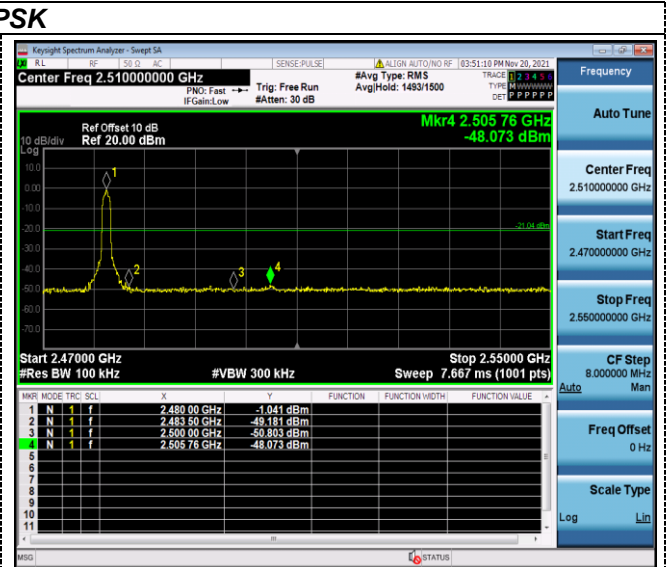 PSK
Keysight Spectrum Analyzer - Swept SA
RL RF 50 Ω AC SENSE:PULSE ALIGN AUTO/NO RF 03:51:10 PM Nov 20, 2021
Center Freq 2.510000000 GHz
PNO: Fast
IFGain:Low
Trig: Free Run
#Atten: 30 dB
#Avg Type: RMS
Avg|Hold: 1493/1500
TRACE 1 2 3 4 5 6
TYPE M WWWWW
DET P P P P P P
Ref Offset 10 dB
10 dB/div Ref 20.00 dBm
Log
Mkr4 2.505 76 GHz
-48.073 dBm
10.0
0.00
-10.0
-20.0
-30.0
-40.0
-50.0
-60.0
-70.0
1
2
3
4
-21.04 dBm
Start 2.47000 GHz Stop 2.55000 GHz
#Res BW 100 kHz #VBW 300 kHz Sweep 7.667 ms (1001 pts)
MKR MODE TRC SCL X Y FUNCTION FUNCTION WIDTH FUNCTION VALUE
1 N 1 f 2.480 00 GHz -1.041 dBm
2 N 1 f 2.483 50 GHz -49.181 dBm
3 N 1 f 2.500 00 GHz -50.803 dBm
4 N 1 f 2.505 76 GHz -48.073 dBm
5
6
7
8
9
10
11
MSG STATUS
Frequency
Auto Tune
Center Freq
2.510000000 GHz
Start Freq
2.470000000 GHz
Stop Freq
2.550000000 GHz
CF Step
8.000000 MHz
Auto Man
Freq Offset
0 Hz
Scale Type
Log Lin